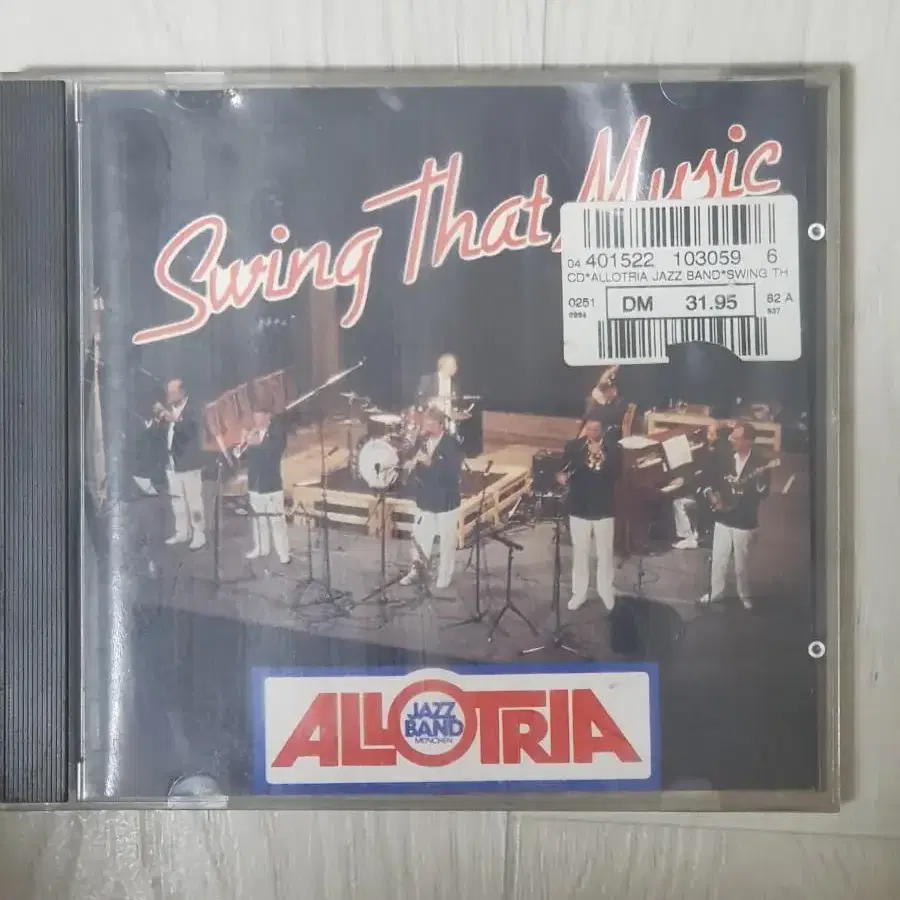 Swing That Music
04 401522 103059 6
CD*ALLOTRIA JAZZ BAND*SWING TH
0251 DM 31.95 82 A
937
ALLOTRIA
JAZZ
BAND
MÜNCHEN